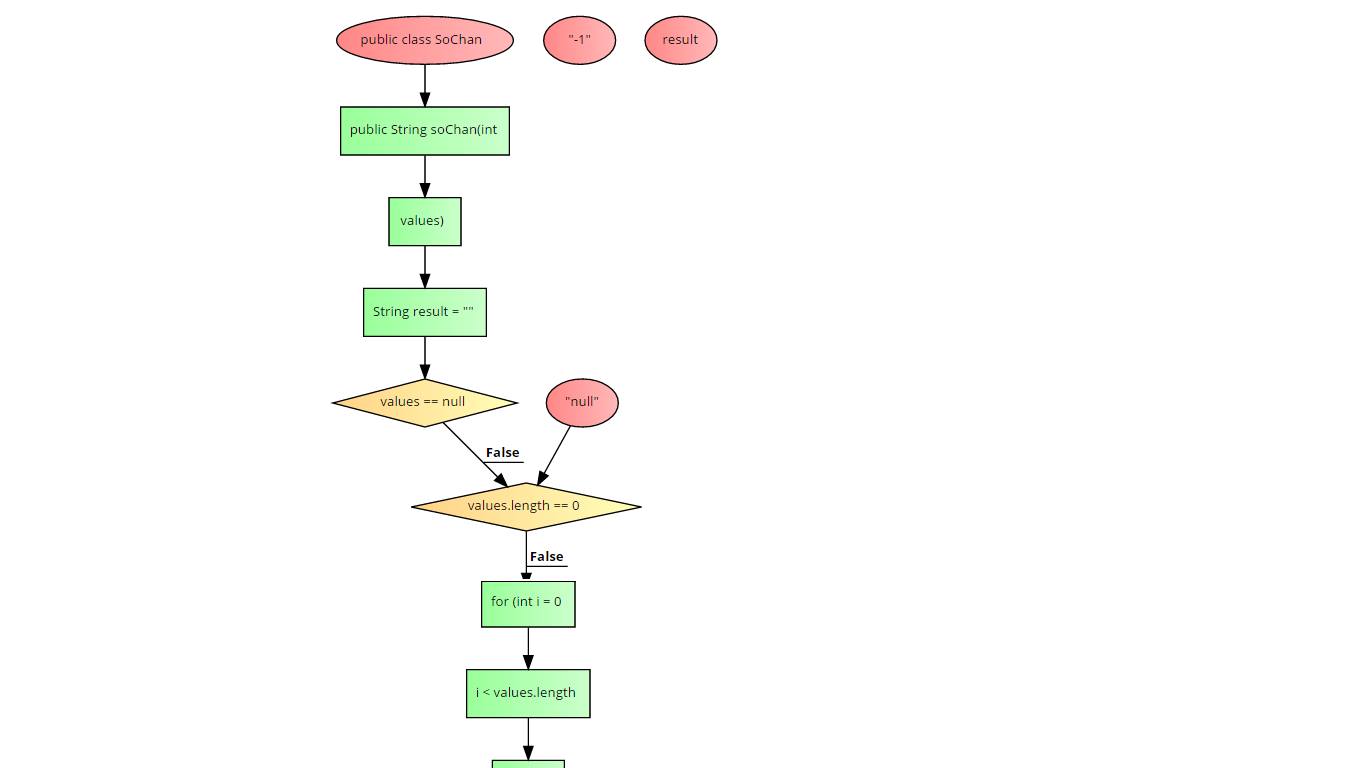 public class SoChan
"-1"
result
public String soChan(int
values)
String result = ""
values == null
"null"
False
values.length == 0
False
for (int i = 0
i < values.length